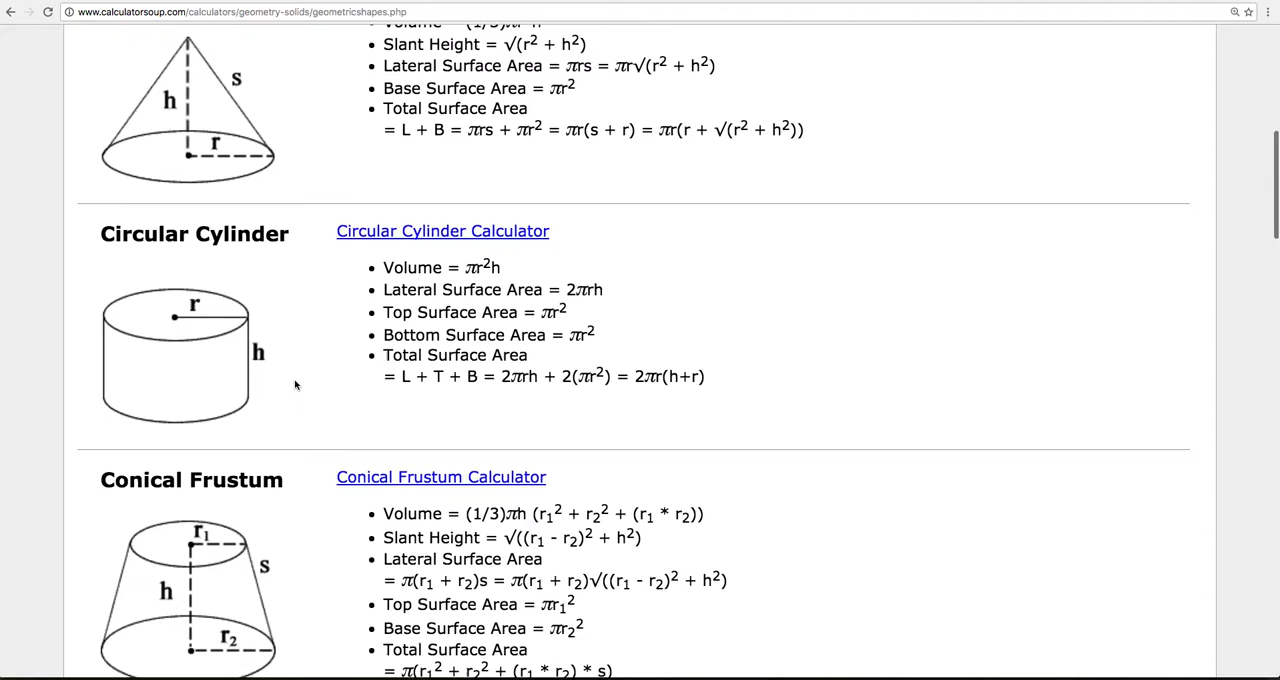 www.calculatorsoup.com/calculators/geometry-solids/geometricshapes.php
• Slant Height = √(r² + h²)
• Lateral Surface Area = πrs = πr√(r² + h²)
• Base Surface Area = πr²
• Total Surface Area
= L + B = πrs + πr² = πr(s + r) = πr(r + √(r² + h²))
s
h
r
Circular Cylinder
Circular Cylinder Calculator
• Volume = πr²h
• Lateral Surface Area = 2πrh
• Top Surface Area = πr²
• Bottom Surface Area = πr²
• Total Surface Area
= L + T + B = 2πrh + 2(πr²) = 2πr(h+r)
r
h
Conical Frustum
Conical Frustum Calculator
• Volume = (1/3)πh (r₁² + r₂² + (r₁ * r₂))
• Slant Height = √((r₁ - r₂)² + h²)
• Lateral Surface Area
= π(r₁ + r₂)s = π(r₁ + r₂)√((r₁ - r₂)² + h²)
• Top Surface Area = πr₁²
• Base Surface Area = πr₂²
• Total Surface Area
= π(r₁² + r₂² + (r₁ * r₂) * s)
r₁
s
h
r₂